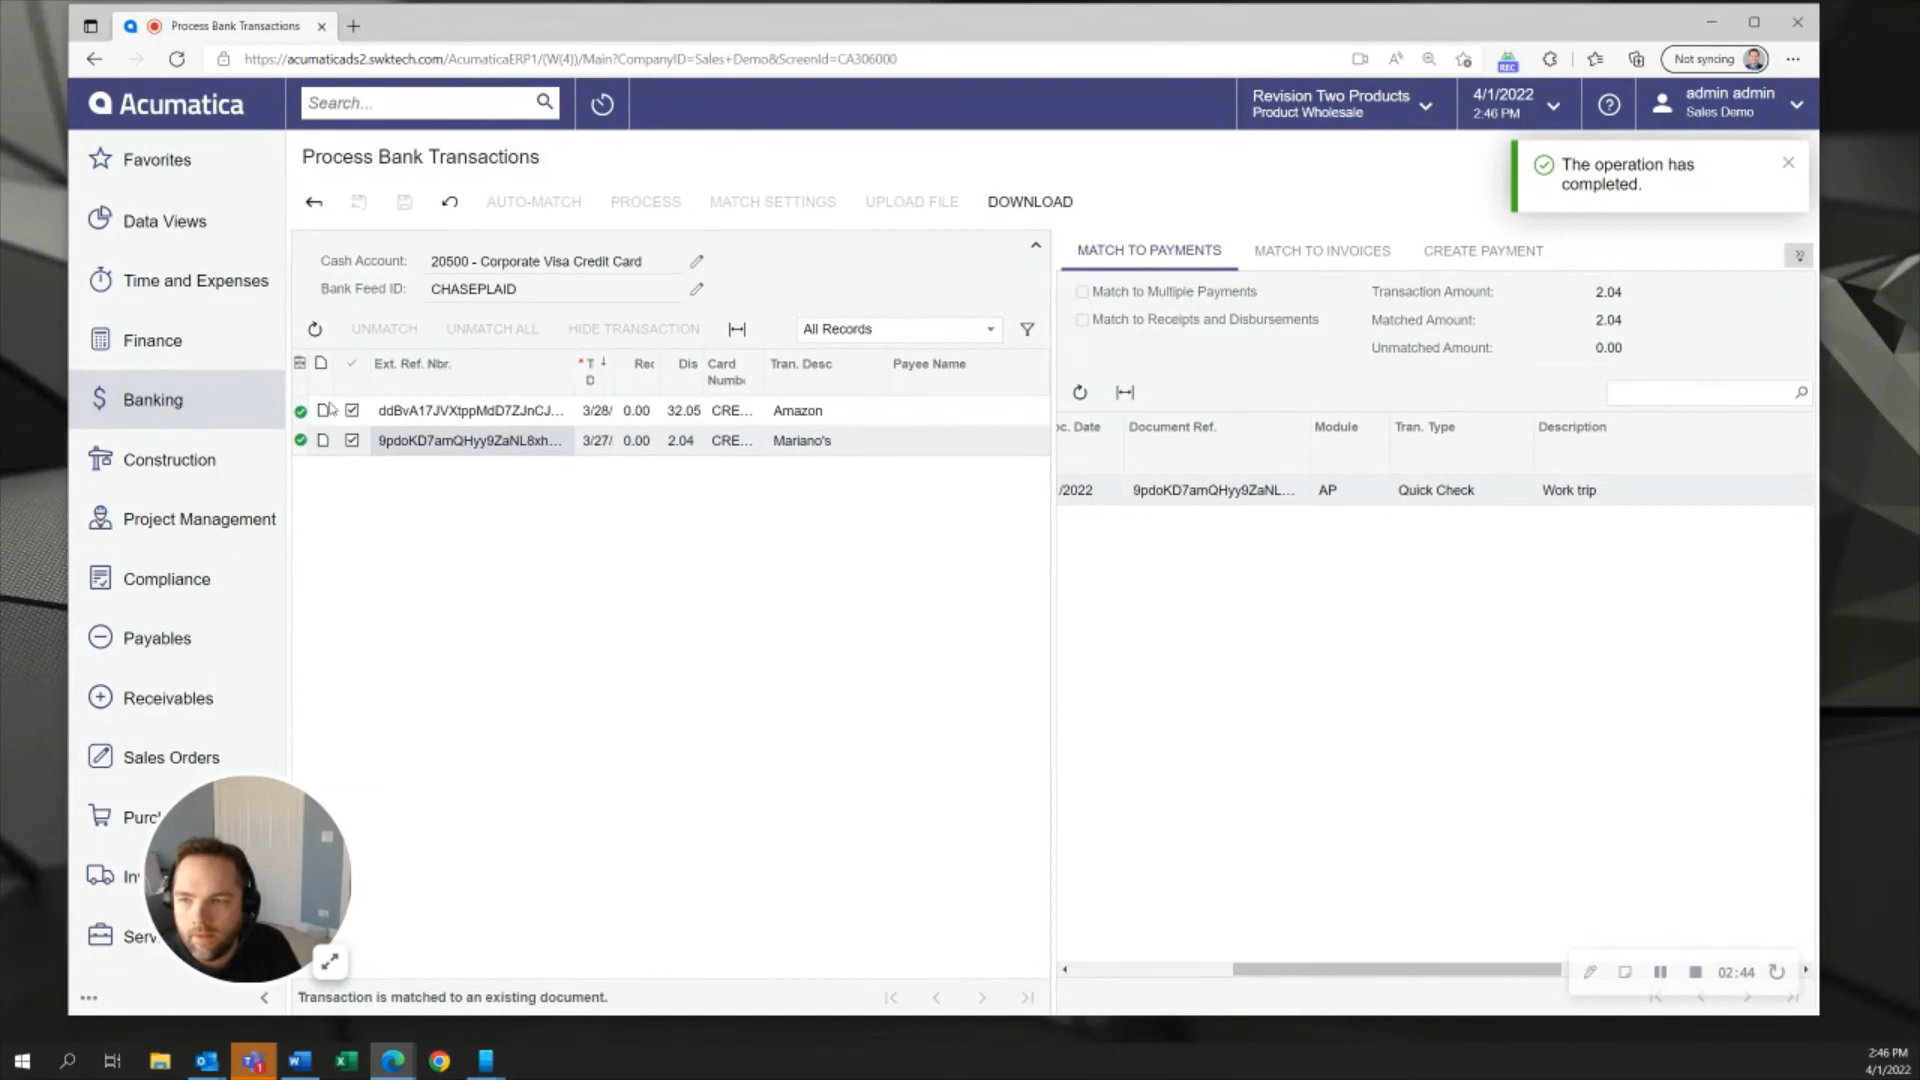 Process Bank Transactions
https://acumaticads2.swktech.com/AcumaticaERP1/(W(4))/Main?CompanyID=Sales+Demo&ScreenId=CA306000
REC
Not syncing
Acumatica
Search...
Revision Two Products
Product Wholesale
4/1/2022
2:46 PM
admin admin
Sales Demo
Favorites
Data Views
Time and Expenses
Finance
Banking
Construction
Project Management
Compliance
Payables
Receivables
Sales Orders
Purc
In
Serv
Process Bank Transactions
The operation has
completed.
AUTO-MATCH PROCESS MATCH SETTINGS UPLOAD FILE DOWNLOAD
Cash Account: 20500 - Corporate Visa Credit Card
Bank Feed ID: CHASEPLAID
UNMATCH UNMATCH ALL HIDE TRANSACTION All Records
Ext. Ref. Nbr. *T Rec Dis Card Tran. Desc Payee Name
D Numb
ddBvA17JVXtppMdD7ZJnCJ... 3/28/ 0.00 32.05 CRE... Amazon
9pdoKD7amQHyy9ZaNL8xh... 3/27/ 0.00 2.04 CRE... Mariano's
Transaction is matched to an existing document.
MATCH TO PAYMENTS MATCH TO INVOICES CREATE PAYMENT
Match to Multiple Payments Transaction Amount: 2.04
Match to Receipts and Disbursements Matched Amount: 2.04
Unmatched Amount: 0.00
c. Date Document Ref. Module Tran. Type Description
/2022 9pdoKD7amQHyy9ZaNL... AP Quick Check Work trip
02:44
2:46 PM
4/1/2022